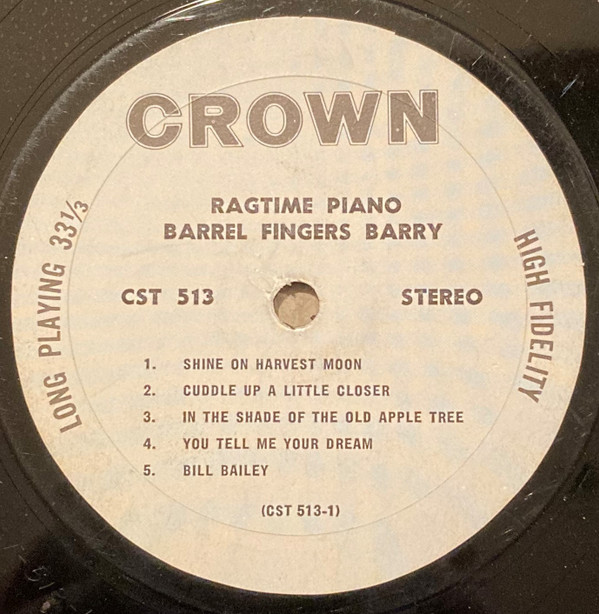 CROWN
RAGTIME PIANO
BARREL FINGERS BARRY
LONG PLAYING 33⅓
HIGH FIDELITY
CST 513
STEREO
1. SHINE ON HARVEST MOON
2. CUDDLE UP A LITTLE CLOSER
3. IN THE SHADE OF THE OLD APPLE TREE
4. YOU TELL ME YOUR DREAM
5. BILL BAILEY
(CST 513-1)